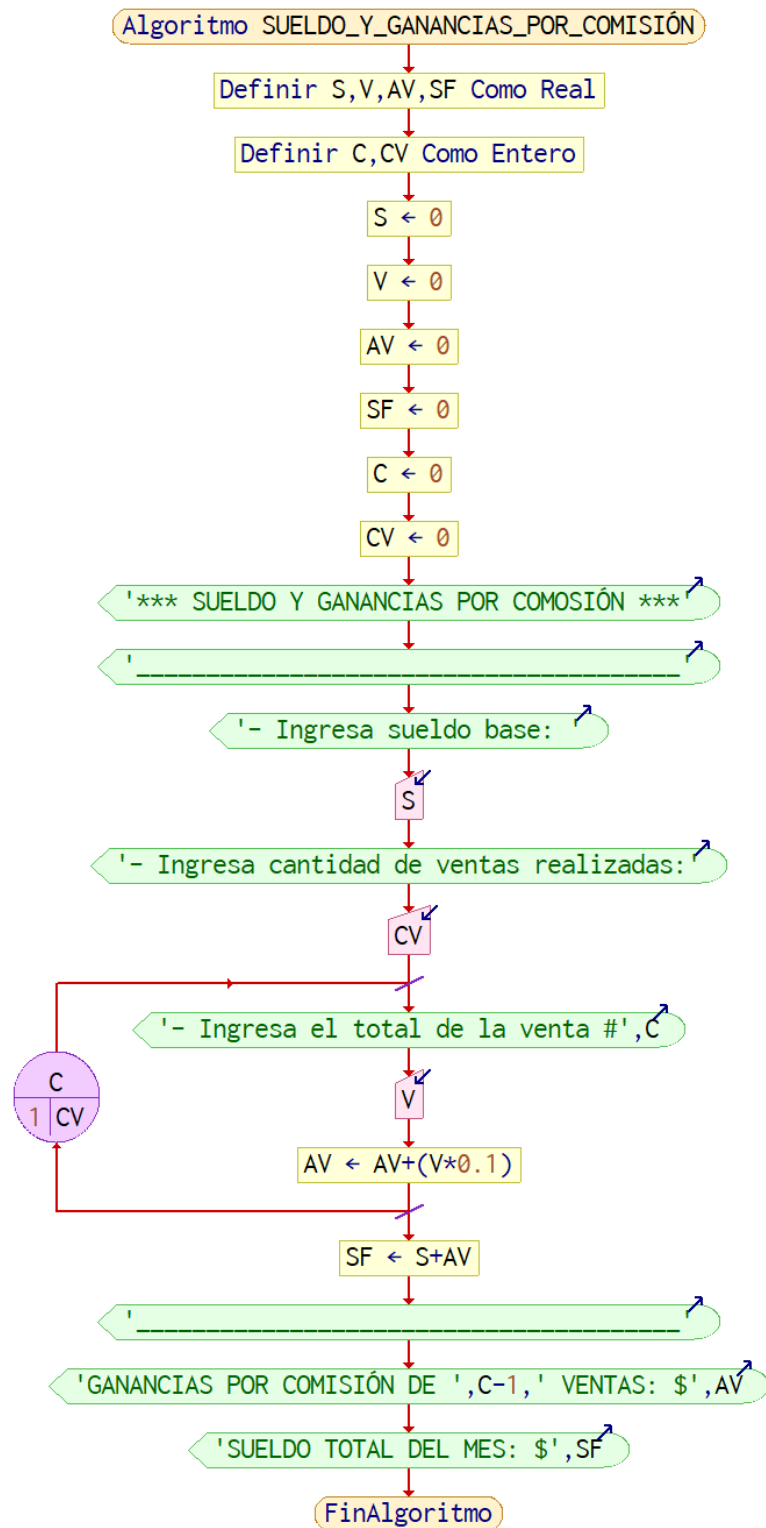 Algoritmo SUELDO_Y_GANANCIAS_POR_COMISIÓN
Definir S,V,AV,SF Como Real
Definir C,CV Como Entero
S ← 0
V ← 0
AV ← 0
SF ← 0
C ← 0
CV ← 0
'*** SUELDO Y GANANCIAS POR COMOSIÓN ***'
'_______________________________________'
'- Ingresa sueldo base: '
S
'- Ingresa cantidad de ventas realizadas:'
CV
'- Ingresa el total de la venta #',C
C
1 CV
V
AV ← AV+(V*0.1)
SF ← S+AV
'_______________________________________'
'GANANCIAS POR COMISIÓN DE ',C-1,' VENTAS: $',AV
'SUELDO TOTAL DEL MES: $',SF
FinAlgoritmo